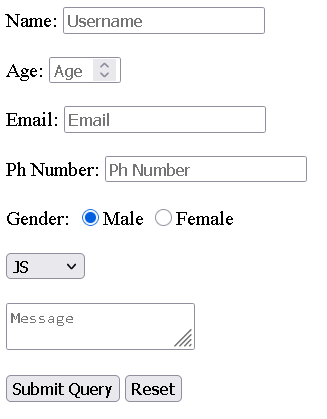 Name: Username
Age: Age
Email: Email
Ph Number: Ph Number
Gender: Male Female
JS
Message
Submit Query Reset